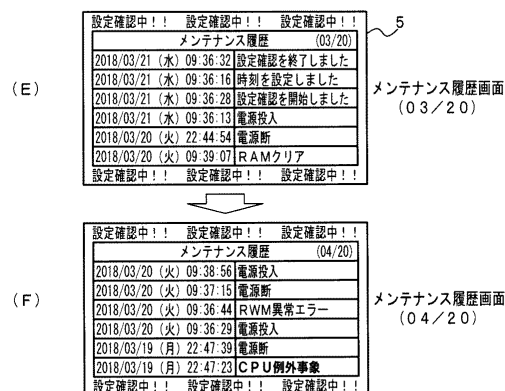 設定確認中！！ 設定確認中！！ 設定確認中！！
5
メンテナンス履歴 (03/20)
2018/03/21 (水) 09:36:32 設定確認を終了しました
2018/03/21 (水) 09:36:16 時刻を設定しました
2018/03/21 (水) 09:36:28 設定確認を開始しました
2018/03/21 (水) 09:36:13 電源投入
2018/03/20 (火) 22:44:54 電源断
2018/03/20 (火) 09:39:07 ＲＡＭクリア
設定確認中！！ 設定確認中！！ 設定確認中！！
（Ｅ）
メンテナンス履歴画面
（０３／２０）
設定確認中！！ 設定確認中！！ 設定確認中！！
メンテナンス履歴 (04/20)
2018/03/20 (火) 09:38:56 電源投入
2018/03/20 (火) 09:37:15 電源断
2018/03/20 (火) 09:36:44 ＲＷＭ異常エラー
2018/03/20 (火) 09:36:29 電源投入
2018/03/19 (月) 22:47:39 電源断
2018/03/19 (月) 22:47:23 ＣＰＵ例外事象
設定確認中！！ 設定確認中！！ 設定確認中！！
（Ｆ）
メンテナンス履歴画面
（０４／２０）